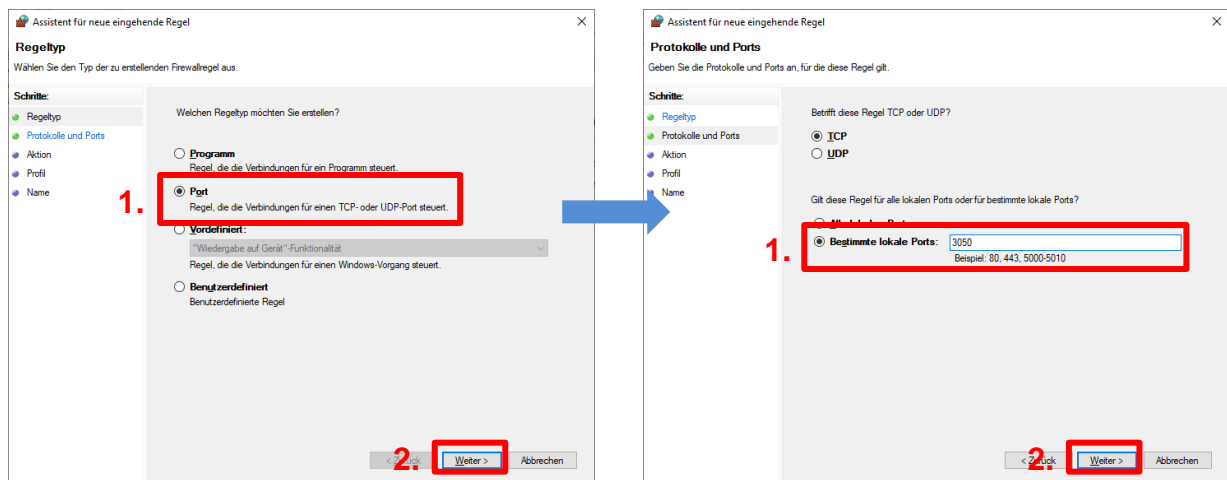 Assistent für neue eingehende Regel
Regeltyp
Wählen Sie den Typ der zu erstellenden Firewallregel aus.
Schritte:
Regeltyp
Protokolle und Ports
Aktion
Profil
Name
Welchen Regeltyp möchten Sie erstellen?
Programm
Regel, die die Verbindungen für ein Programm steuert.
1.
Port
Regel, die die Verbindungen für einen TCP- oder UDP-Port steuert.
Vordefiniert:
"Wiedergabe auf Gerät"-Funktionalität
Regel, die die Verbindungen für einen Windows-Vorgang steuert.
Benutzerdefiniert
Benutzerdefinierte Regel
2.
Weiter >
Abbrechen
Assistent für neue eingehende Regel
Protokolle und Ports
Geben Sie die Protokolle und Ports an, für die diese Regel gilt.
Schritte:
Regeltyp
Protokolle und Ports
Aktion
Profil
Name
Betrifft diese Regel TCP oder UDP?
TCP
UDP
Gilt diese Regel für alle lokalen Ports oder für bestimmte lokale Ports?
1.
Bestimmte lokale Ports: 3050
Beispiel: 80, 443, 5000-5010
2.
Weiter >
Abbrechen